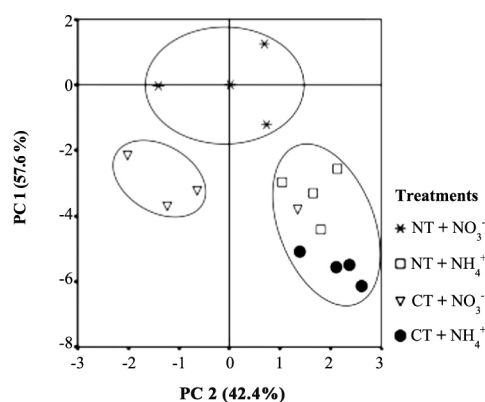 2
0
-2
-4
-6
-8
-3
-2
-1
0
1
2
3
PC 1 (57.6 %)
PC 2 (42.4%)
Treatments
NT + NO₃⁻
NT + NH₄⁺
CT + NO₃⁻
CT + NH₄⁺